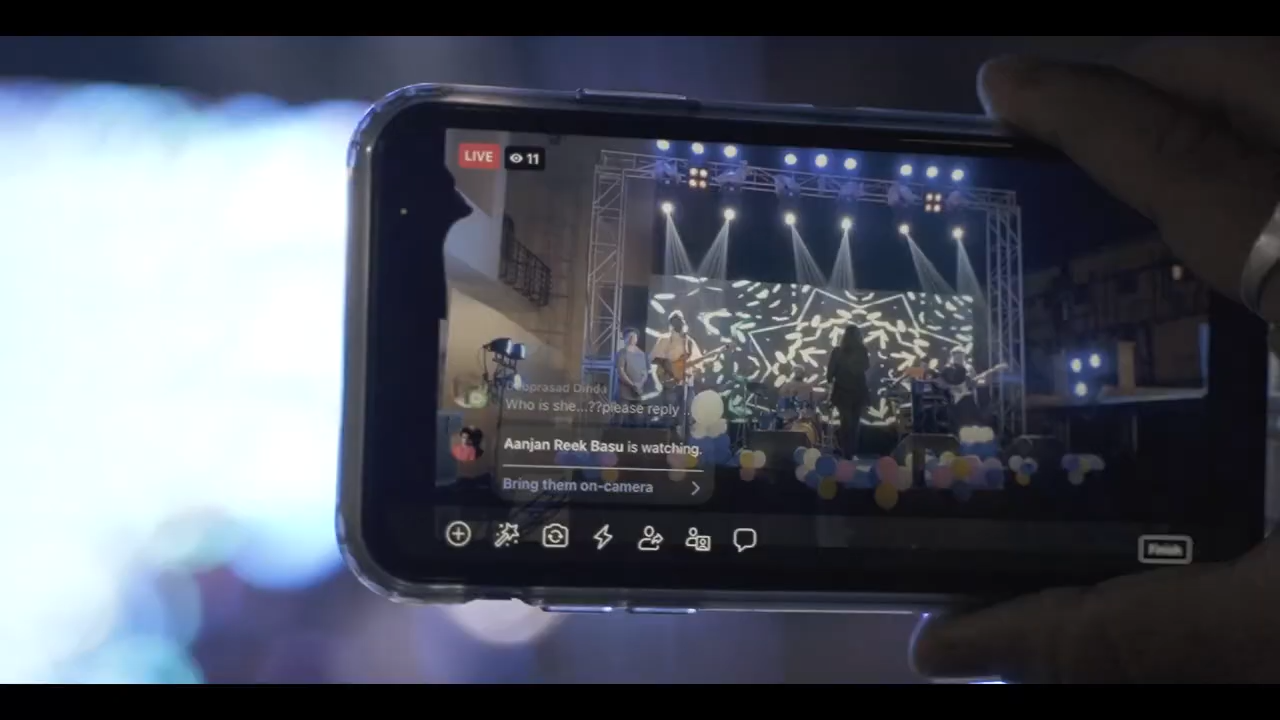 LIVE 11
Who is she...??please reply ..
Aanjan Reek Basu is watching.
Bring them on-camera
Finish